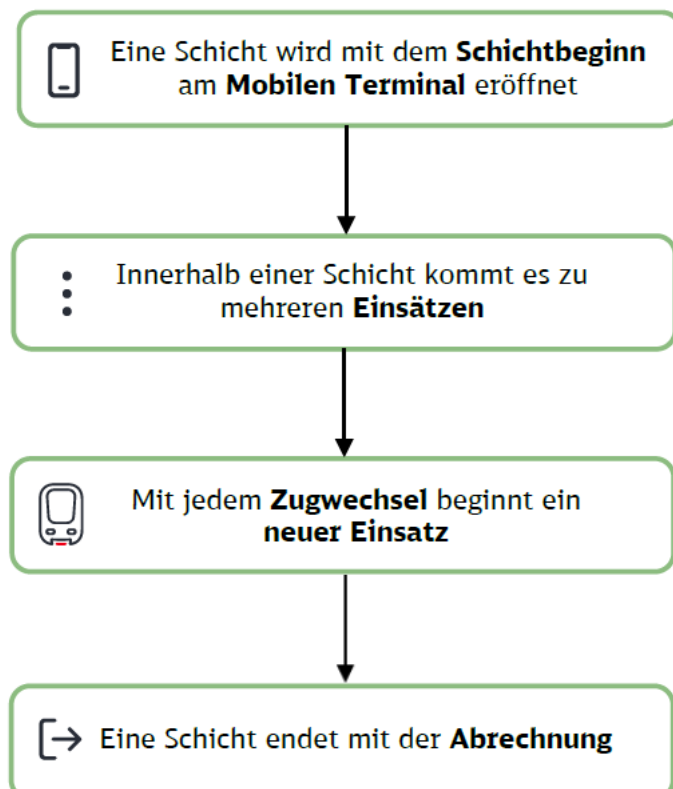 Eine Schicht wird mit dem Schichtbeginn
am Mobilen Terminal eröffnet
Innerhalb einer Schicht kommt es zu
mehreren Einsätzen
Mit jedem Zugwechsel beginnt ein
neuer Einsatz
Eine Schicht endet mit der Abrechnung